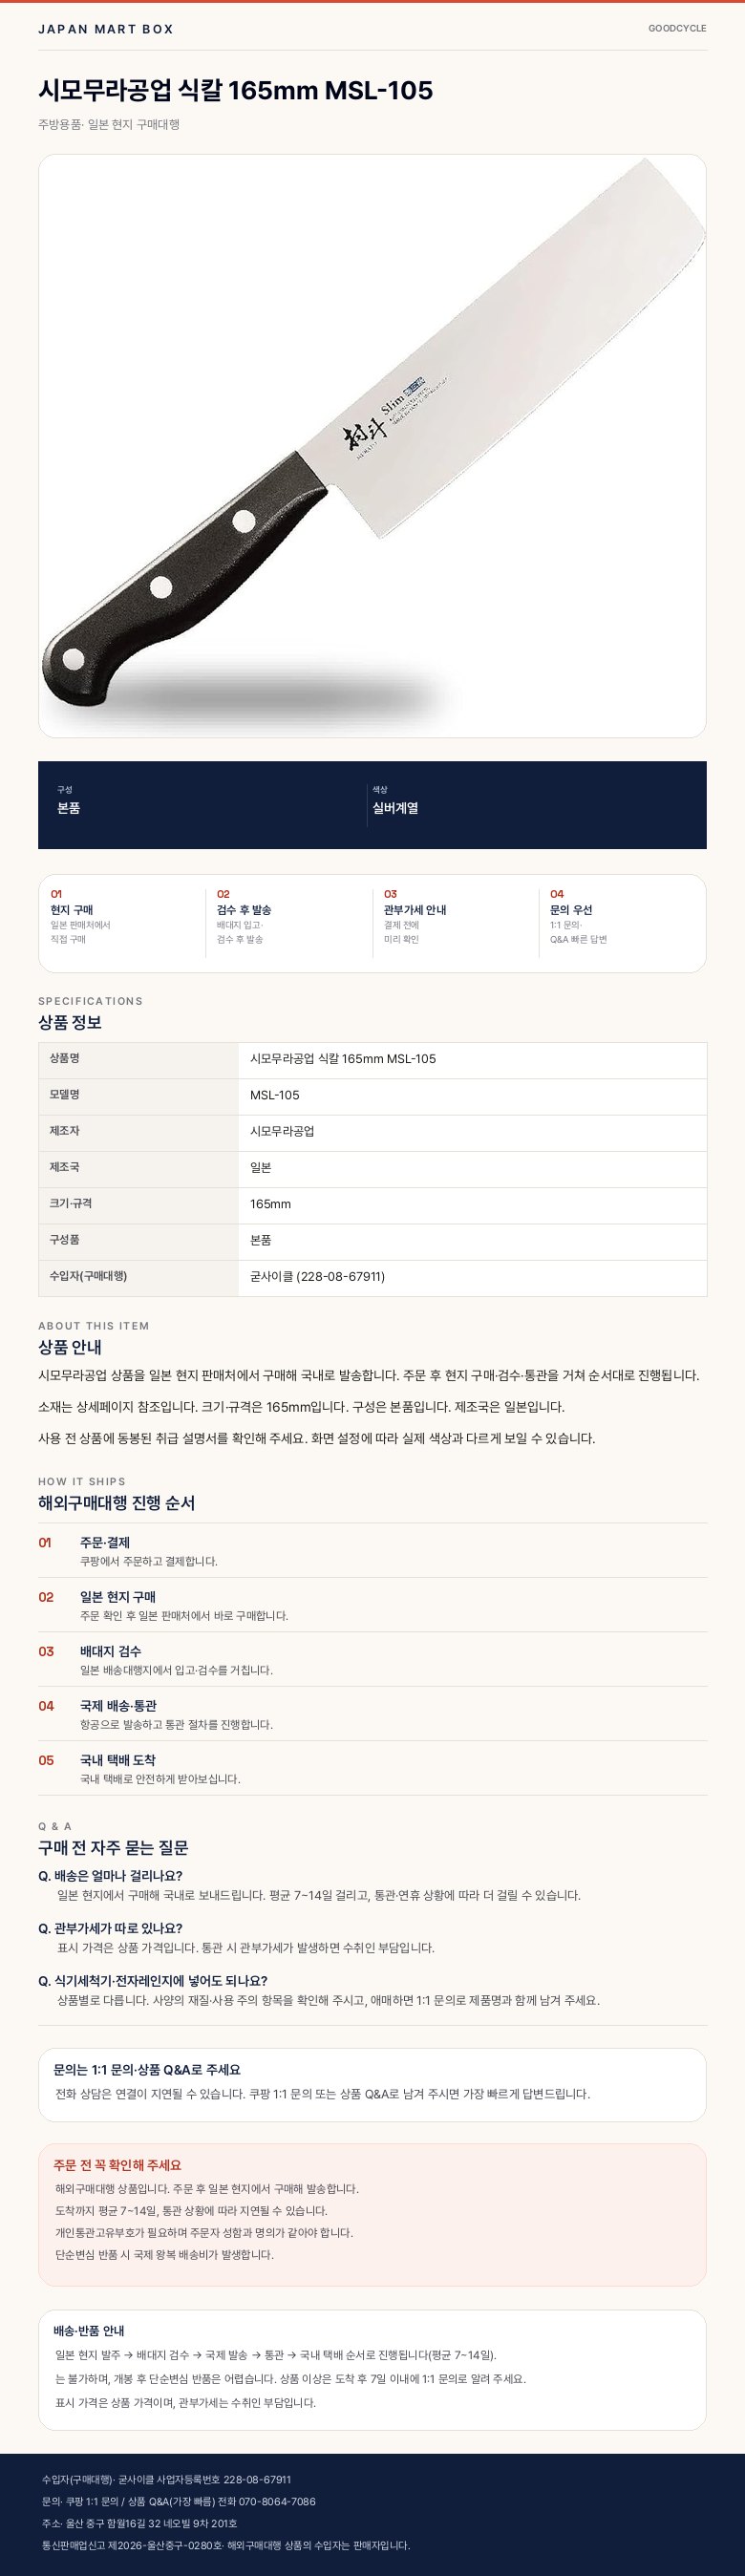 JAPAN MART BOX
GOODCYCLE
시모무라공업 식칼 165mm MSL-105
주방용품· 일본 현지 구매대행
Slim
村斗
구성
본품
색상
실버계열
01
현지 구매
일본 판매처에서
직접 구매
02
검수 후 발송
배대지 입고·
검수 후 발송
03
관부가세 안내
결제 전에
미리 확인
04
문의 우선
1:1 문의·
Q&A 빠른 답변
SPECIFICATIONS
상품 정보
상품명 시모무라공업 식칼 165mm MSL-105
모델명 MSL-105
제조자 시모무라공업
제조국 일본
크기·규격 165mm
구성품 본품
수입자(구매대행) 굳사이클 (228-08-67911)
ABOUT THIS ITEM
상품 안내
시모무라공업 상품을 일본 현지 판매처에서 구매해 국내로 발송합니다. 주문 후 현지 구매·검수·통관을 거쳐 순서대로 진행됩니다.
소재는 상세페이지 참조입니다. 크기·규격은 165mm입니다. 구성은 본품입니다. 제조국은 일본입니다.
사용 전 상품에 동봉된 취급 설명서를 확인해 주세요. 화면 설정에 따라 실제 색상과 다르게 보일 수 있습니다.
HOW IT SHIPS
해외구매대행 진행 순서
01 주문·결제
쿠팡에서 주문하고 결제합니다.
02 일본 현지 구매
주문 확인 후 일본 판매처에서 바로 구매합니다.
03 배대지 검수
일본 배송대행지에서 입고·검수를 거칩니다.
04 국제 배송·통관
항공으로 발송하고 통관 절차를 진행합니다.
05 국내 택배 도착
국내 택배로 안전하게 받아보십니다.
Q & A
구매 전 자주 묻는 질문
Q. 배송은 얼마나 걸리나요?
일본 현지에서 구매해 국내로 보내드립니다. 평균 7~14일 걸리고, 통관·연휴 상황에 따라 더 걸릴 수 있습니다.
Q. 관부가세가 따로 있나요?
표시 가격은 상품 가격입니다. 통관 시 관부가세가 발생하면 수취인 부담입니다.
Q. 식기세척기·전자레인지에 넣어도 되나요?
상품별로 다릅니다. 사양의 재질·사용 주의 항목을 확인해 주시고, 애매하면 1:1 문의로 제품명과 함께 남겨 주세요.
문의는 1:1 문의·상품 Q&A로 주세요
전화 상담은 연결이 지연될 수 있습니다. 쿠팡 1:1 문의 또는 상품 Q&A로 남겨 주시면 가장 빠르게 답변드립니다.
주문 전 꼭 확인해 주세요
해외구매대행 상품입니다. 주문 후 일본 현지에서 구매해 발송합니다.
도착까지 평균 7~14일, 통관 상황에 따라 지연될 수 있습니다.
개인통관고유부호가 필요하며 주문자 성함과 명의가 같아야 합니다.
단순변심 반품 시 국제 왕복 배송비가 발생합니다.
배송·반품 안내
일본 현지 발주 → 배대지 검수 → 국제 발송 → 통관 → 국내 택배 순서로 진행됩니다(평균 7~14일).
는 불가하며, 개봉 후 단순변심 반품은 어렵습니다. 상품 이상은 도착 후 7일 이내에 1:1 문의로 알려 주세요.
표시 가격은 상품 가격이며, 관부가세는 수취인 부담입니다.
수입자(구매대행)· 굳사이클 사업자등록번호 228-08-67911
문의· 쿠팡 1:1 문의 / 상품 Q&A(가장 빠름) 전화 070-8064-7086
주소· 울산 중구 함월16길 32 네오빌 9차 201호
통신판매업신고 제2026-울산중구-0280호· 해외구매대행 상품의 수입자는 판매자입니다.